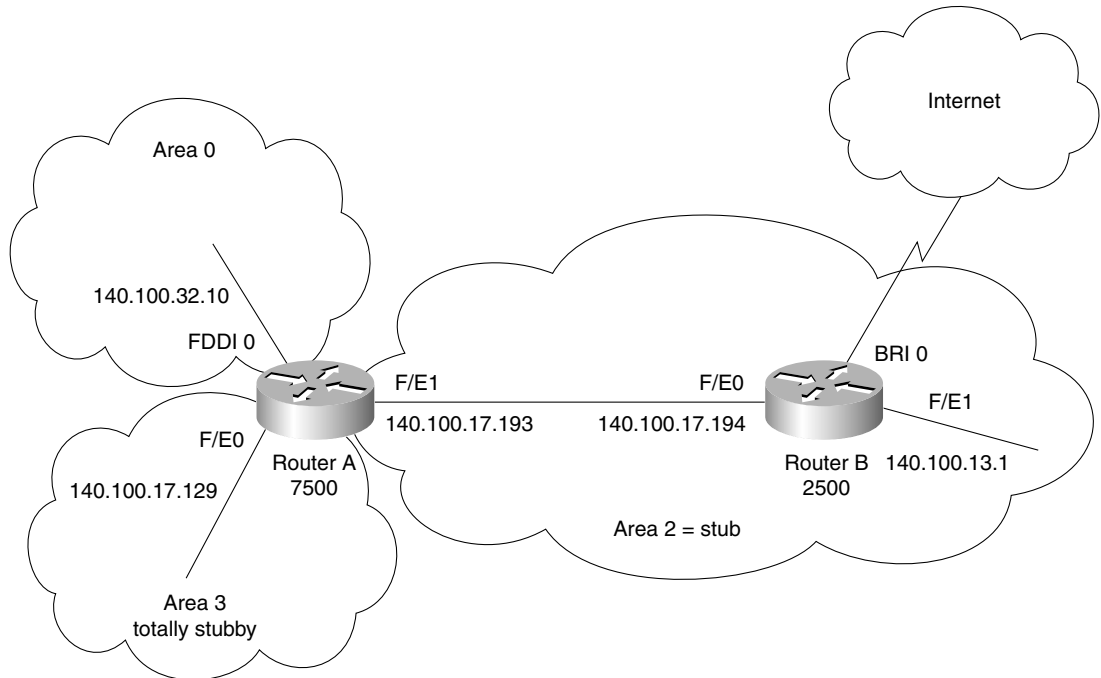 Internet
Area 0
140.100.32.10
FDDI 0
BRI 0
F/E1
F/E0
F/E1
140.100.17.193
140.100.17.194
F/E0
Router A
7500
Router B
2500
140.100.13.1
140.100.17.129
Area 2 = stub
Area 3
totally stubby